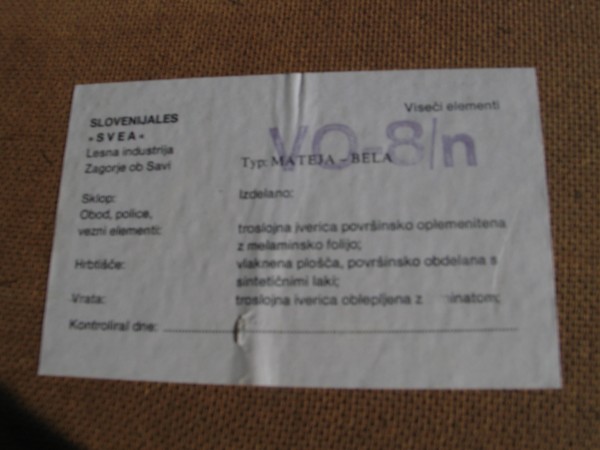 SLOVENIJALES
»SVEA«
Lesna industrija
Zagorje ob Savi
Viseči elementi
VO-8/n
Typ: MATEJA – BELA
Sklop:
Izdelano:
Obod, police,
vezni elementi:
troslojna iverica površinsko oplemenitena
z melaminsko folijo;
Hrbtišče:
vlaknena plošča, površinsko obdelana s
sintetičnimi laki;
Vrata:
troslojna iverica oblepljena z
Kontroliral dne: